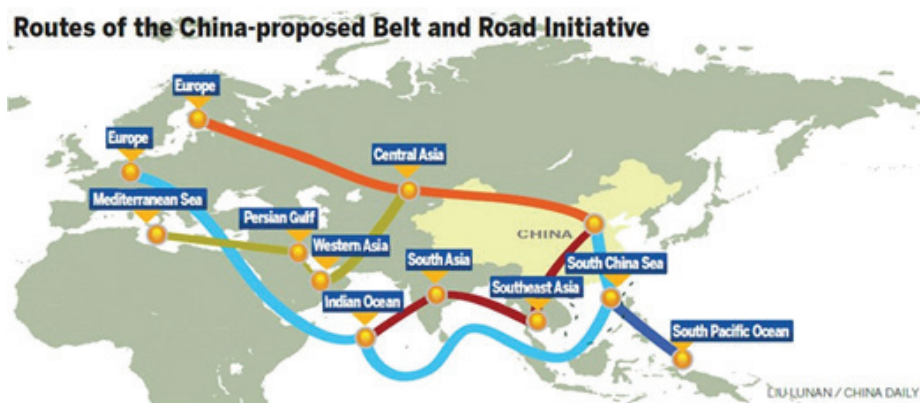 Routes of the China-proposed Belt and Road Initiative
Europe
Europe
Central Asia
Mediterranean Sea
Persian Gulf
Western Asia
South Asia
CHINA
South China Sea
Southeast Asia
Indian Ocean
South Pacific Ocean
LIU LUNAN / CHINA DAILY